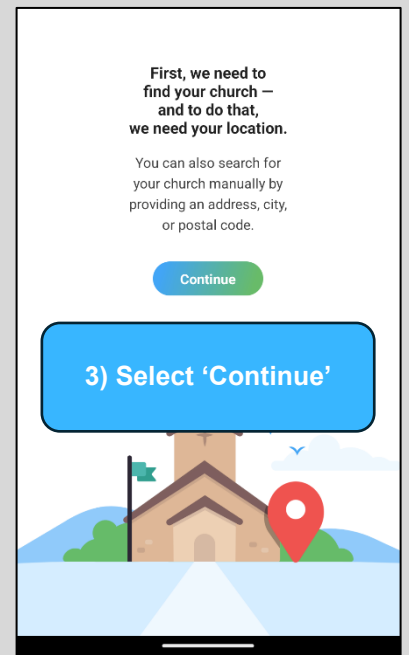 First, we need to
find your church —
and to do that,
we need your location.
You can also search for
your church manually by
providing an address, city,
or postal code.
Continue
3) Select ‘Continue’